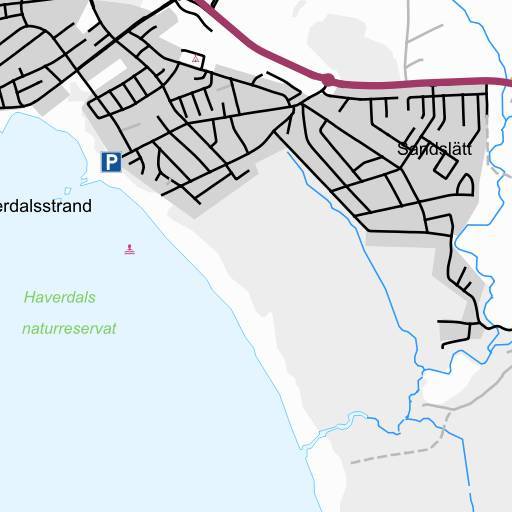 Sandslätt
P
erdalsstrand
Haverdals
naturreservat